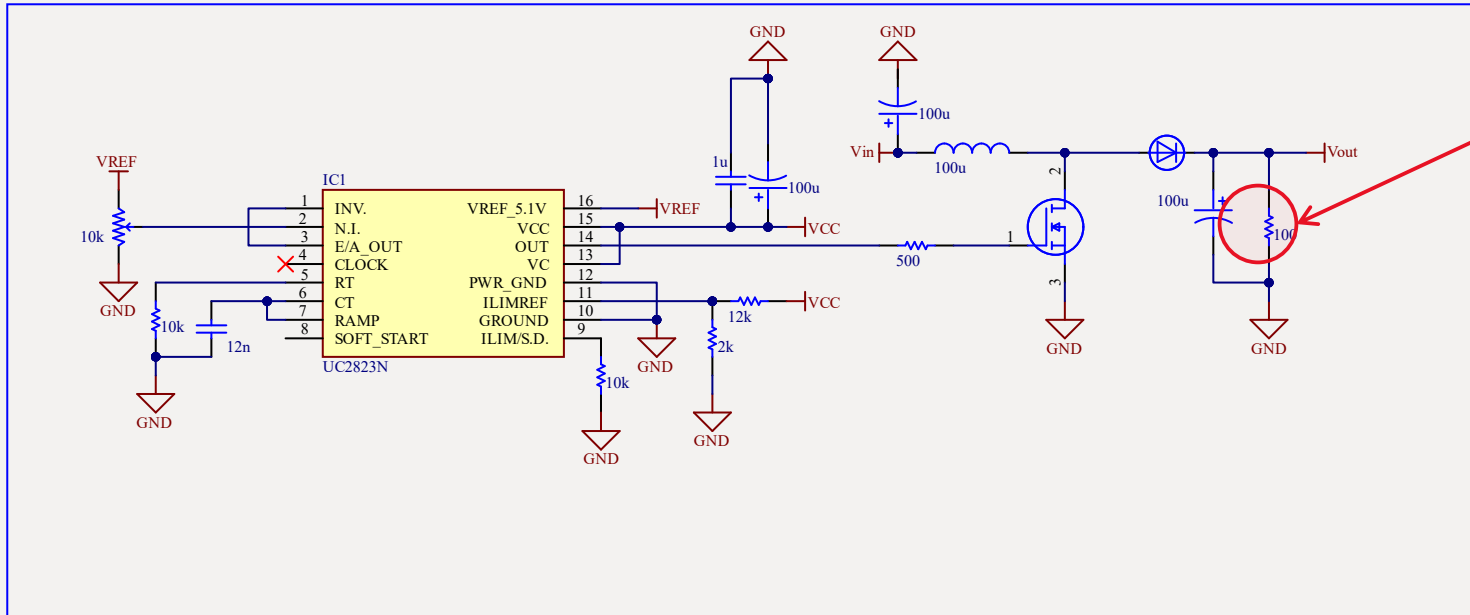 GND
GND
100u
1u
100u
Vin
100u
Vout
VREF
10k
GND
IC1
1 INV. VREF_5.1V 16 VREF
2 N.I. VCC 15 VCC
3 E/A_OUT OUT 14
4 CLOCK VC 13
5 RT PWR_GND 12
6 CT ILIMREF 11
7 RAMP GROUND 10
8 SOFT_START ILIM/S.D. 9
UC2823N
10k
12n
GND
500
1
2
3
GND
100u
100
GND
VCC
12k
2k
GND
GND
10k
GND